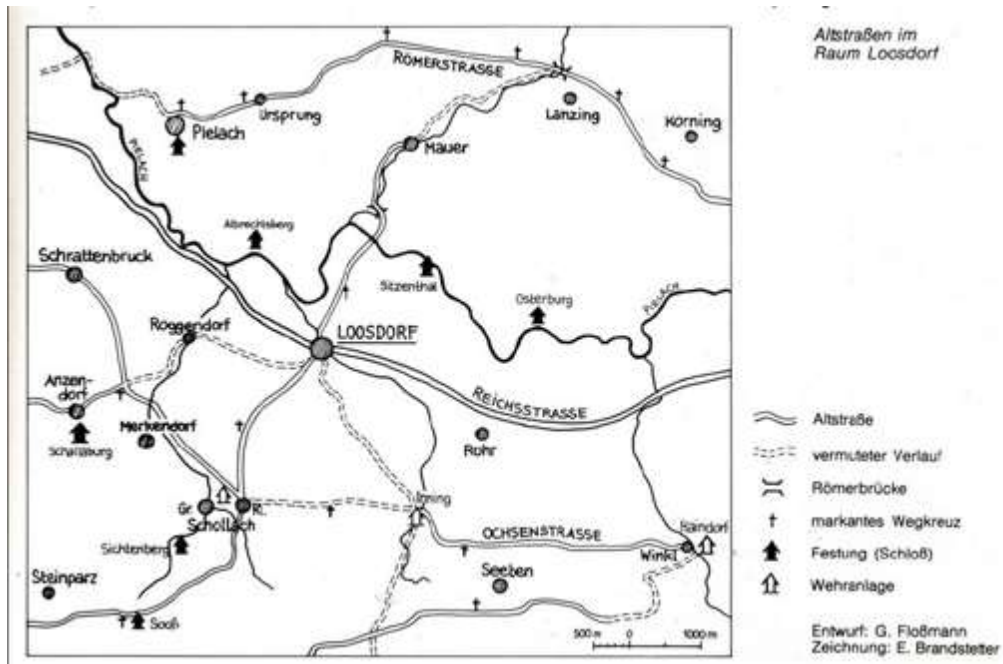 Altstraßen im
Raum Loosdorf
RÖMERSTRASSE
Ursprung
Pielach
Lanzing
Korning
Mauer
PIELACH
Albrechtsberg
Schrattenbruck
Sitzenthal
Osterburg
PIELACH
Roggendorf
LOOSDORF
Anzen-
dorf
Schallaburg
Merkendorf
REICHSSTRASSE
Rohr
Gr.
Kl.
Schollach
Inning
OCHSENSTRASSE
Raindorf
Winkl
Sichtenberg
Steinparz
Seeben
Sooß
500 m 0 1000 m
Altstraße
vermuteter Verlauf
Römerbrücke
markantes Wegkreuz
Festung (Schloß)
Wehranlage
Entwurf: G. Floßmann
Zeichnung: E. Brandstetter